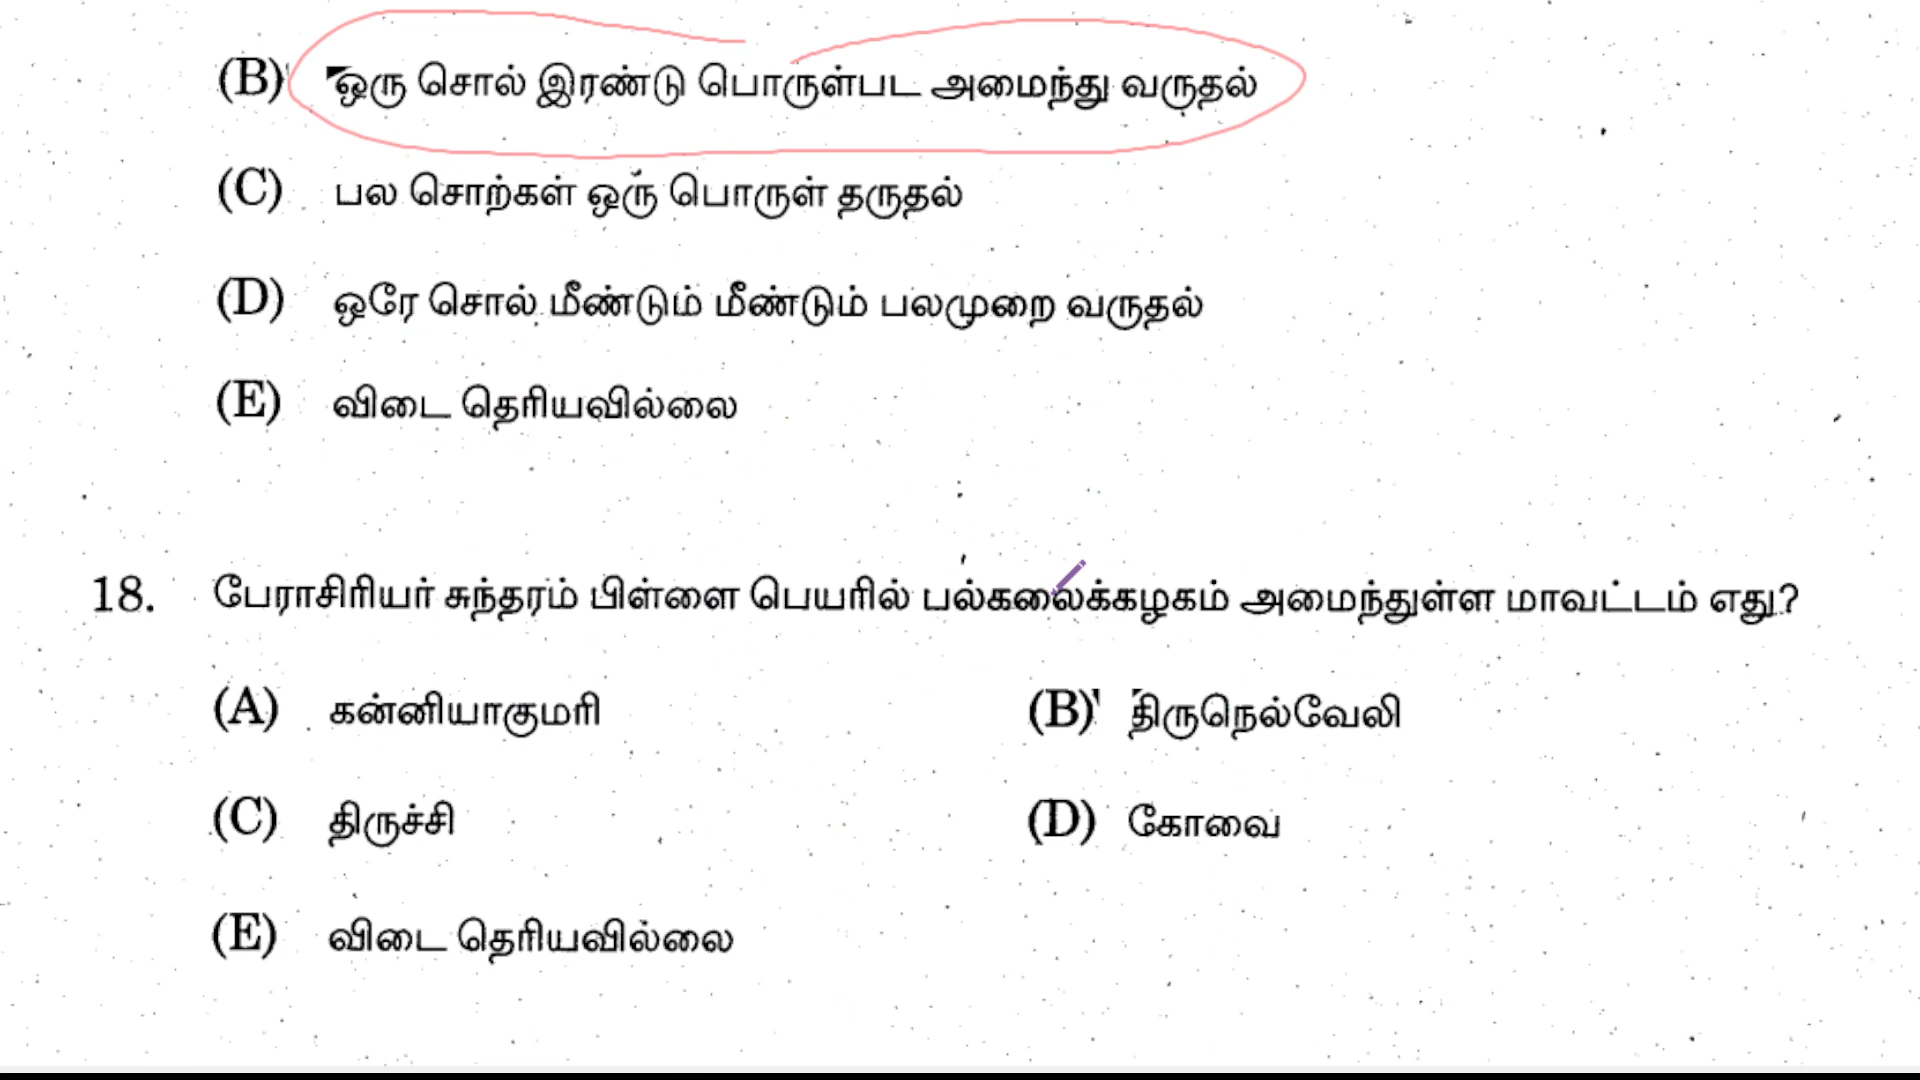 (B) ஒரு சொல் இரண்டு பொருள்பட அமைந்து வருதல்
(C) பல சொற்கள் ஒரு பொருள் தருதல்
(D) ஒரே சொல் மீண்டும் மீண்டும் பலமுறை வருதல்
(E) விடை தெரியவில்லை
18. பேராசிரியர் சுந்தரம் பிள்ளை பெயரில் பல்கலைக்கழகம் அமைந்துள்ள மாவட்டம் எது?
(A) கன்னியாகுமரி (B) திருநெல்வேலி
(C) திருச்சி (D) கோவை
(E) விடை தெரியவில்லை